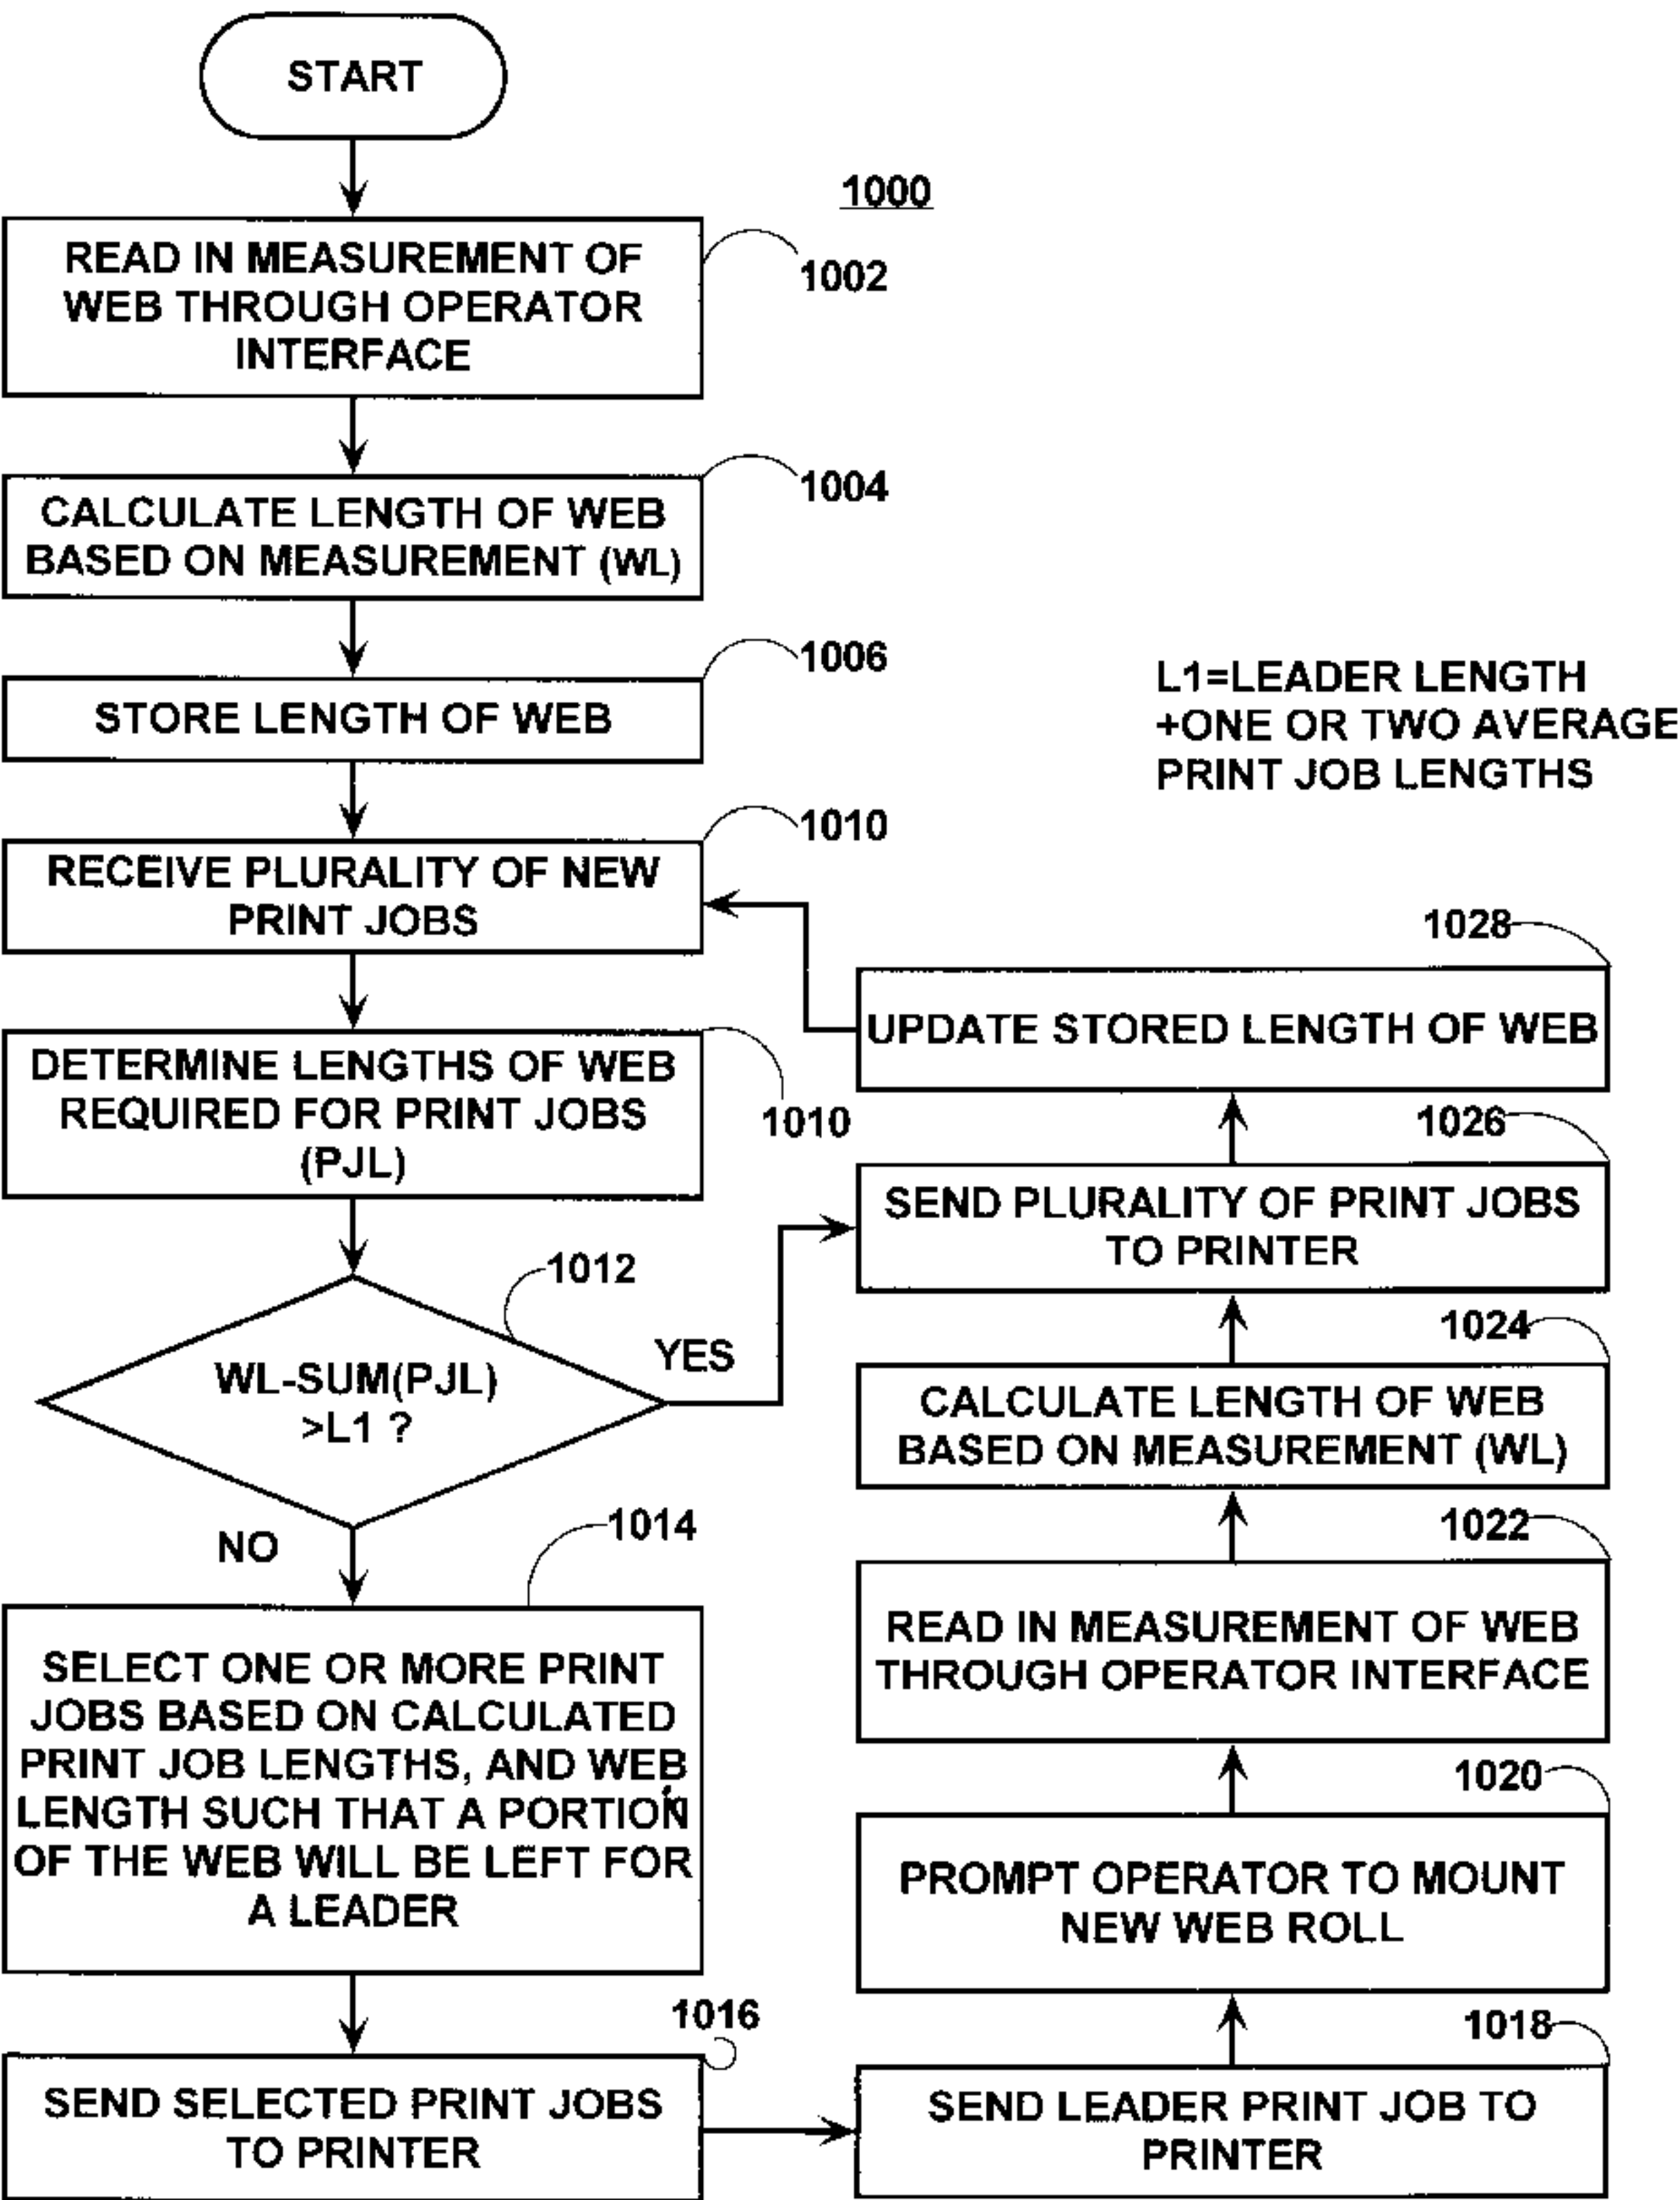 START
1000
READ IN MEASUREMENT OF
WEB THROUGH OPERATOR
INTERFACE
1002
CALCULATE LENGTH OF WEB
BASED ON MEASUREMENT (WL)
1004
STORE LENGTH OF WEB
1006
L1=LEADER LENGTH
+ONE OR TWO AVERAGE
PRINT JOB LENGTHS
RECEIVE PLURALITY OF NEW
PRINT JOBS
1010
DETERMINE LENGTHS OF WEB
REQUIRED FOR PRINT JOBS
(PJL)
1010
WL-SUM(PJL)
>L1 ?
1012
YES
NO
SELECT ONE OR MORE PRINT
JOBS BASED ON CALCULATED
PRINT JOB LENGTHS, AND WEB
LENGTH SUCH THAT A PORTION
OF THE WEB WILL BE LEFT FOR
A LEADER
1014
SEND SELECTED PRINT JOBS
TO PRINTER
1016
SEND LEADER PRINT JOB TO
PRINTER
1018
PROMPT OPERATOR TO MOUNT
NEW WEB ROLL
1020
READ IN MEASUREMENT OF WEB
THROUGH OPERATOR INTERFACE
1022
CALCULATE LENGTH OF WEB
BASED ON MEASUREMENT (WL)
1024
SEND PLURALITY OF PRINT JOBS
TO PRINTER
1026
UPDATE STORED LENGTH OF WEB
1028